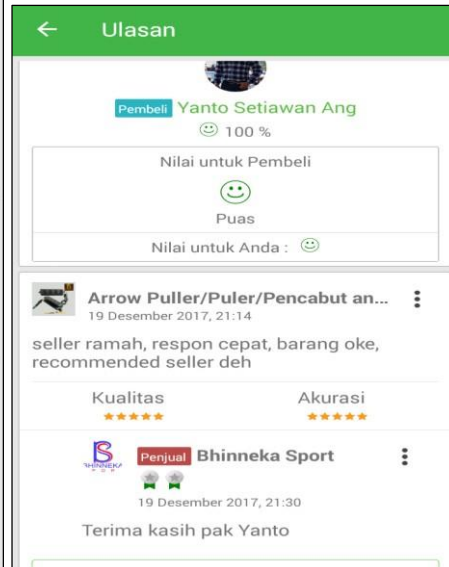 Ulasan
Pembeli Yanto Setiawan Ang
100 %
Nilai untuk Pembeli
Puas
Nilai untuk Anda :
Arrow Puller/Puler/Pencabut an...
19 Desember 2017, 21:14
seller ramah, respon cepat, barang oke,
recommended seller deh
Kualitas Akurasi
Penjual Bhinneka Sport
19 Desember 2017, 21:30
Terima kasih pak Yanto